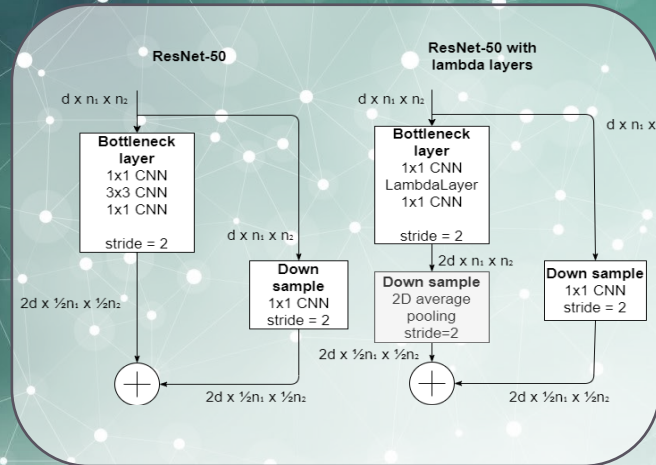 ResNet-50
d x n₁ x n₂
Bottleneck
layer
1x1 CNN
3x3 CNN
1x1 CNN
stride = 2
d x n₁ x n₂
Down
sample
1x1 CNN
stride = 2
2d x ½n₁ x ½n₂
2d x ½n₁ x ½n₂
ResNet-50 with
lambda layers
d x n₁ x n₂
d x n₁ x
Bottleneck
layer
1x1 CNN
LambdaLayer
1x1 CNN
stride = 2
2d x n₁ x n₂
Down sample
2D average
pooling
stride=2
Down sample
1x1 CNN
stride = 2
2d x ½n₁ x ½n₂
2d x ½n₁ x ½n₂